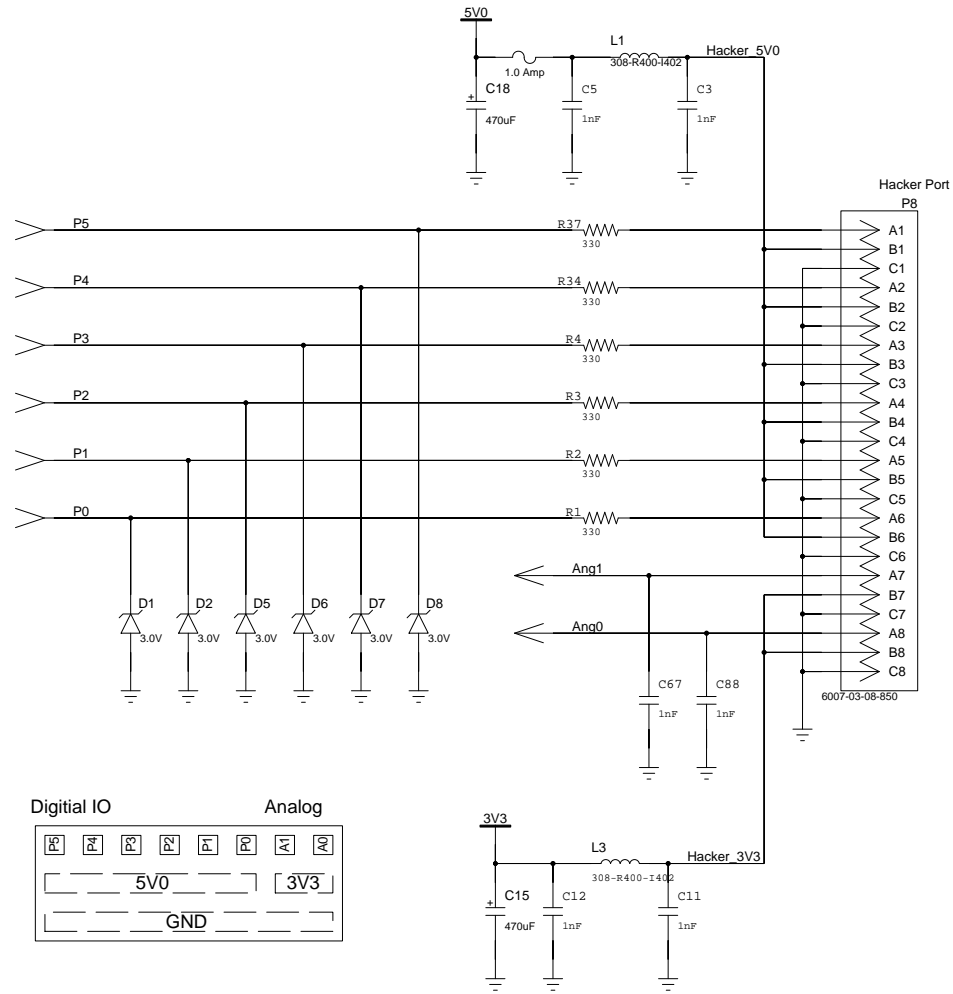 5V0
L1
Hacker_5V0
308-R400-I402
1.0 Amp
C18
470uF
C5
1nF
C3
1nF
Hacker Port
P8
P5
R37
330
A1
B1
C1
P4
R34
330
A2
B2
C2
P3
R4
330
A3
B3
C3
P2
R3
330
A4
B4
C4
P1
R2
330
A5
B5
C5
P0
R1
330
A6
B6
C6
Ang1
A7
B7
C7
Ang0
A8
B8
C8
6007-03-08-850
D1
3.0V
D2
3.0V
D5
3.0V
D6
3.0V
D7
3.0V
D8
3.0V
C67
1nF
C88
1nF
Digitial IO
Analog
P5 P4 P3 P2 P1 P0 A1 A0
5V0
3V3
GND
3V3
L3
Hacker_3V3
308-R400-I402
C15
470uF
C12
1nF
C11
1nF